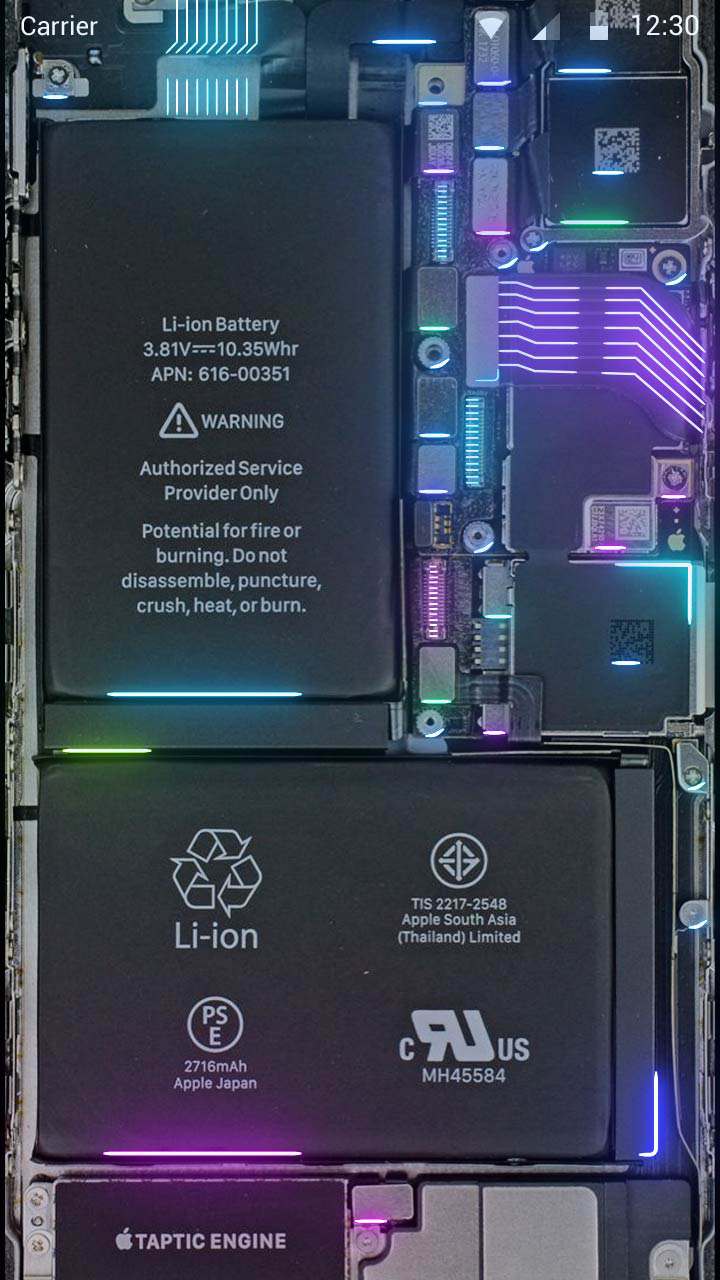 Carrier 12:30
Li-ion Battery
3.81V⎓10.35Whr
APN: 616-00351
WARNING
Authorized Service
Provider Only
Potential for fire or
burning. Do not
disassemble, puncture,
crush, heat, or burn.
Li-ion
TIS 2217-2548
Apple South Asia
(Thailand) Limited
PS
E
2716mAh
Apple Japan
c RU US
MH45584
TAPTIC ENGINE